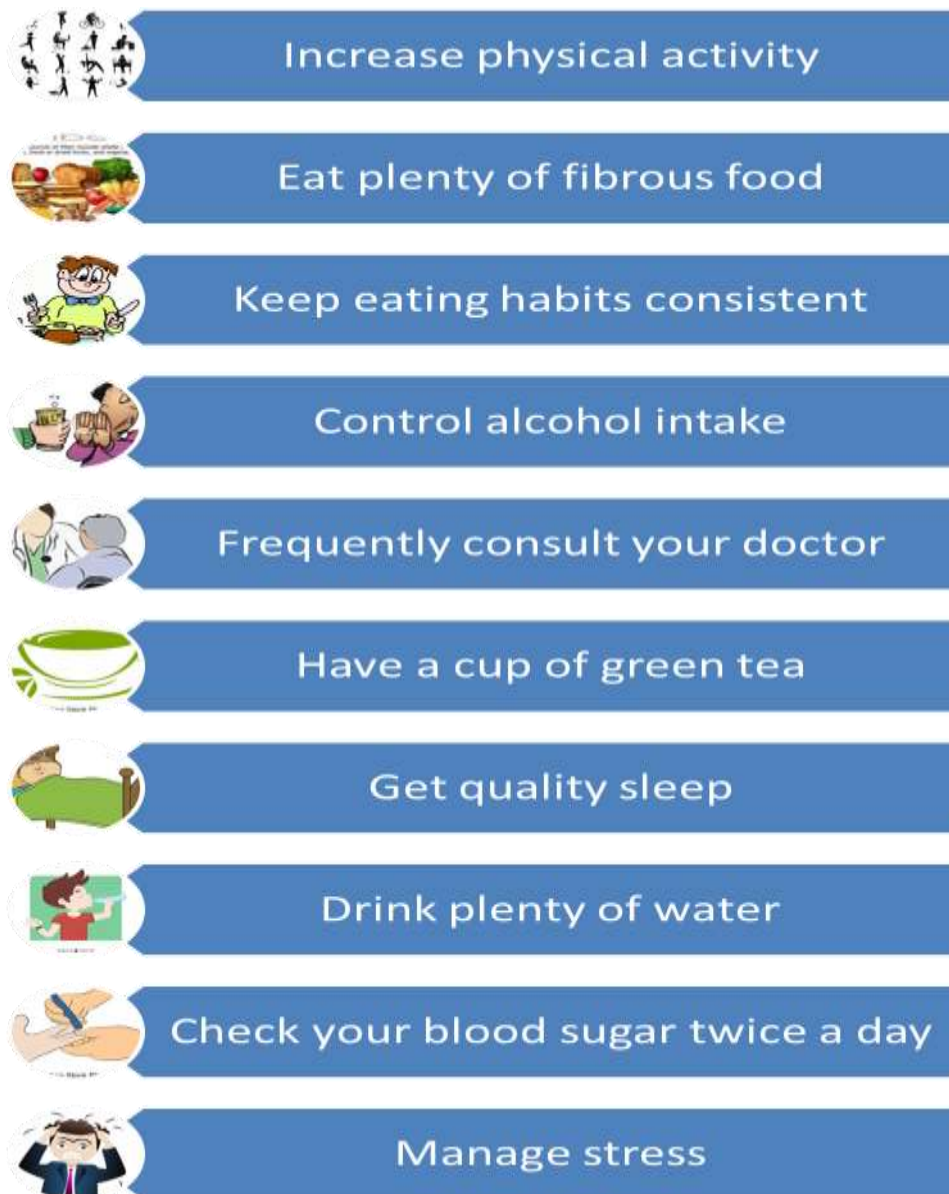 Increase physical activity
Eat plenty of fibrous food
Keep eating habits consistent
Control alcohol intake
Frequently consult your doctor
Have a cup of green tea
Get quality sleep
Drink plenty of water
Check your blood sugar twice a day
Manage stress